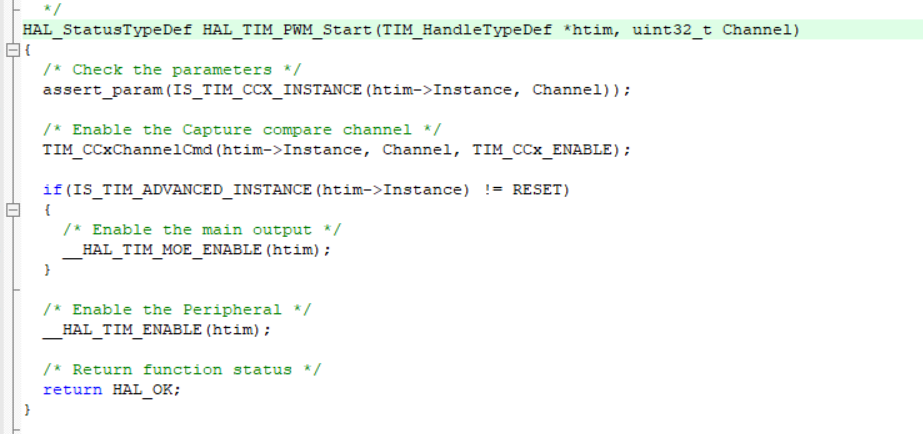 */
HAL_StatusTypeDef HAL_TIM_PWM_Start(TIM_HandleTypeDef *htim, uint32_t Channel)
{
/* Check the parameters */
assert_param(IS_TIM_CCX_INSTANCE(htim->Instance, Channel));
/* Enable the Capture compare channel */
TIM_CCxChannelCmd(htim->Instance, Channel, TIM_CCx_ENABLE);
if(IS_TIM_ADVANCED_INSTANCE(htim->Instance) != RESET)
{
/* Enable the main output */
__HAL_TIM_MOE_ENABLE(htim);
}
/* Enable the Peripheral */
__HAL_TIM_ENABLE(htim);
/* Return function status */
return HAL_OK;
}